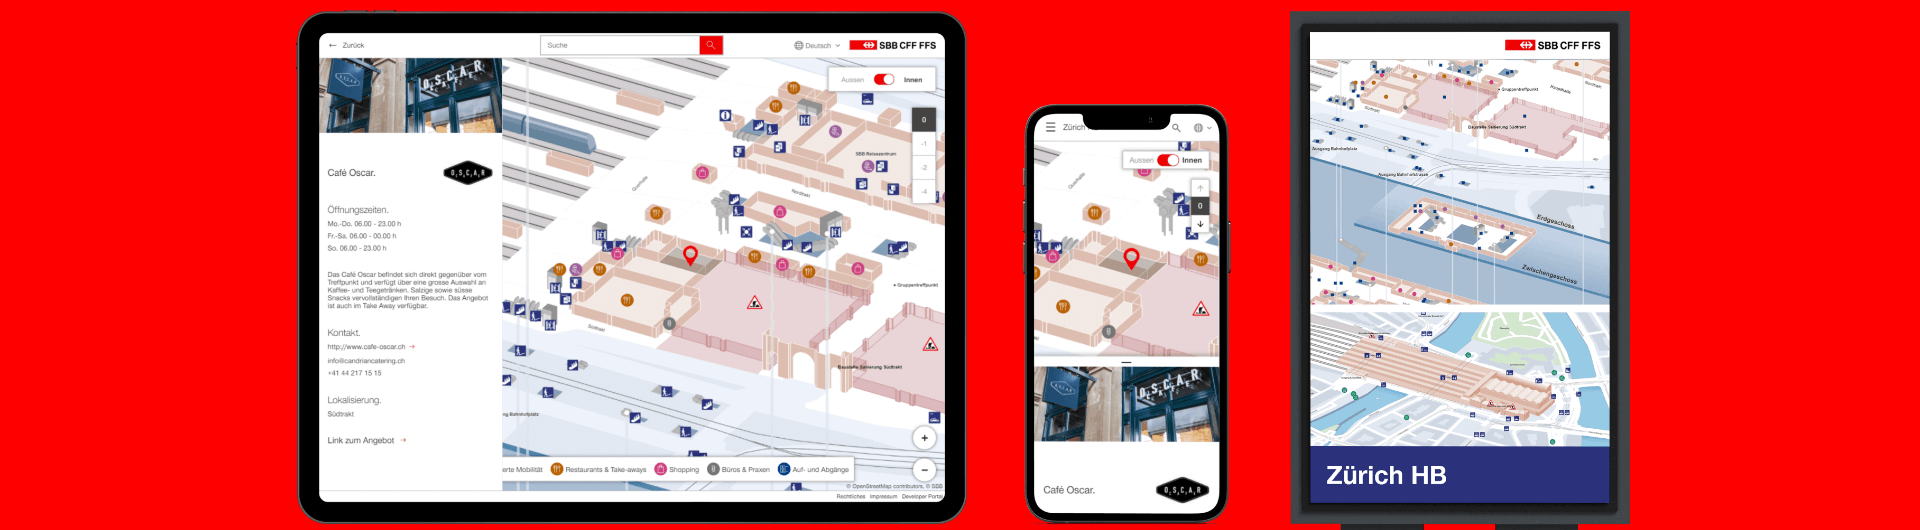 ← Zurück
Suche
Deutsch
SBB CFF FFS
OSCAR
Aussen
Innen
0
-1
-2
-4
SBB Reisezentrum
Querhalle
Nordtrakt
Gruppentreffpunkt
Südtrakt
Baustelle Sanierung Südtrakt
ng Bahnhofplatz
Café Oscar.
O.S.C.A.R
Öffnungszeiten.
Mo.-Do. 06.00 - 23.00 h
Fr.-Sa. 06.00 - 00.00 h
So. 06.00 - 23.00 h
Das Café Oscar befindet sich direkt gegenüber vom
Treffpunkt und verfügt über eine grosse Auswahl an
Kaffee- und Teegetränken. Salzige sowie süsse
Snacks vervollständigen Ihren Besuch. Das Angebot
ist auch im Take Away verfügbar.
Kontakt.
http://www.cafe-oscar.ch →
info@candriancatering.ch
+41 44 217 15 15
Lokalisierung.
Südtrakt
Link zum Angebot →
+
−
erte Mobilität
Restaurants & Take-aways
Shopping
Büros & Praxen
Auf- und Abgänge
© OpenStreetMap contributors, © SBB
Rechtliches Impressum Developer Portal
Zürich
Aussen
Innen
0
OSCAR
Café Oscar.
O.S.C.A.R
SBB CFF FFS
Gruppentreffpunkt
Südtrakt
Baustelle Sanierung Südtrakt
Ausgang Bahnhofplatz
Ausgang Bahnhofstrasse
Erdgeschoss
Zwischengeschoss
Zürich HB